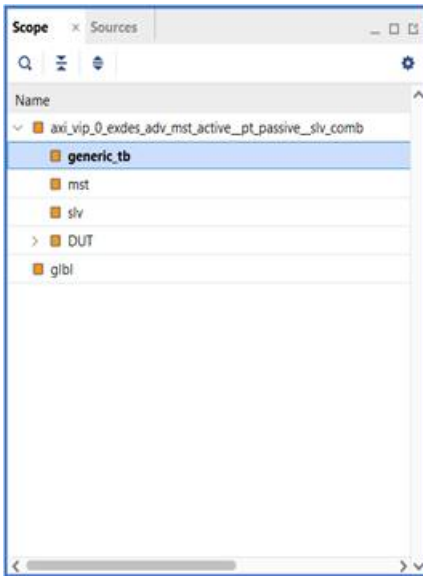 Scope × Sources
Name
axi_vip_0_exdes_adv_mst_active__pt_passive__slv_comb
generic_tb
mst
slv
DUT
glbl